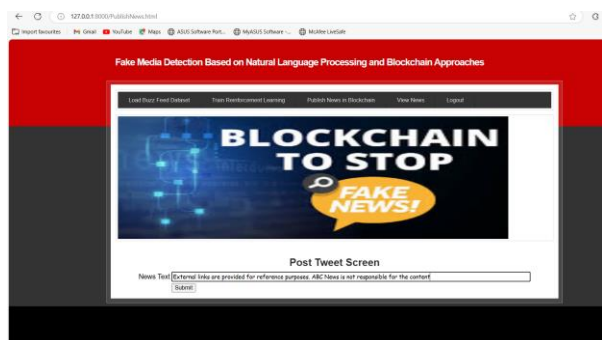 127.0.0.1:8000/PublishNews.html
Import favourites Gmail YouTube Maps ASUS Software Port... MyASUS Software -... McAfee LiveSafe
Fake Media Detection Based on Natural Language Processing and Blockchain Approaches
Load Buzz Feed Dataset Train Reinforcement Learning Publish News in Blockchain View News Logout
BLOCKCHAIN
TO STOP
FAKE
NEWS!
Post Tweet Screen
News Text External links are provided for reference purposes. ABC News is not responsible for the content
Submit